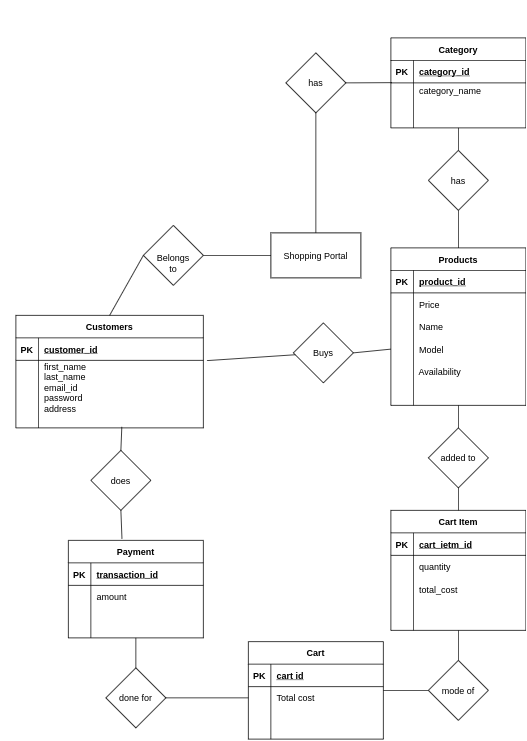 Category
PK category_id
category_name
has
has
Belongs
to
Shopping Portal
Products
PK product_id
Price
Name
Model
Availability
Customers
PK customer_id
first_name
last_name
email_id
password
address
Buys
does
added to
Payment
PK transaction_id
amount
Cart Item
PK cart_ietm_id
quantity
total_cost
Cart
PK cart id
Total cost
done for
mode of